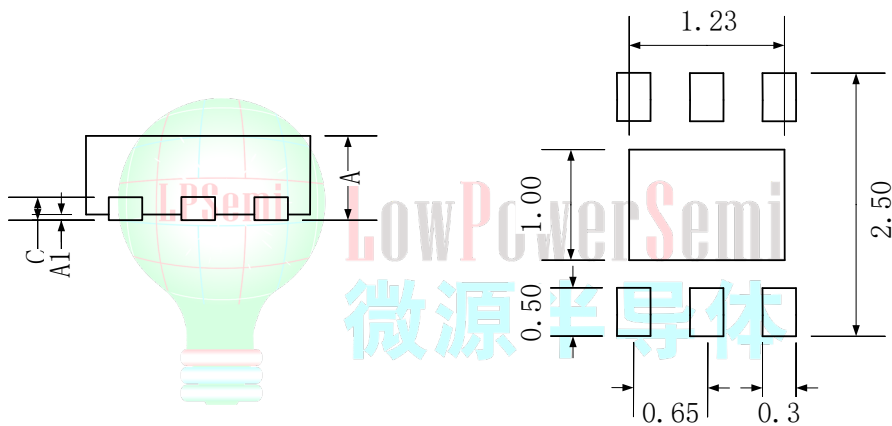 1.23
A
LPSemi
LowPowerSemi
1.00
2.50
C
A1
微源半导体
0.50
0.65
0.3